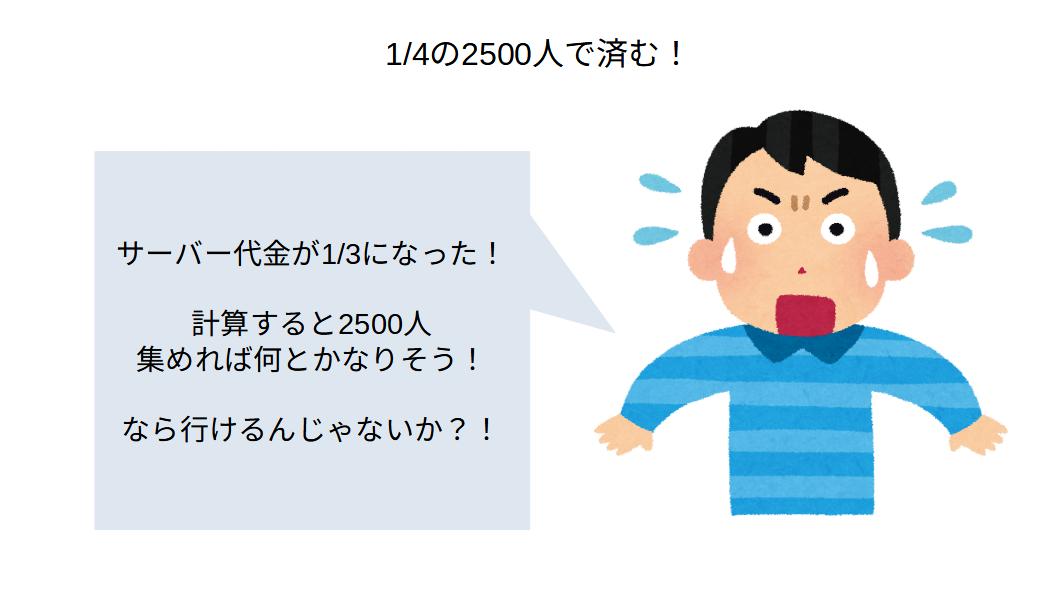 1/4の2500人で済む！
サーバー代金が1/3になった！
計算すると2500人
集めれば何とかなりそう！
なら行けるんじゃないか？！